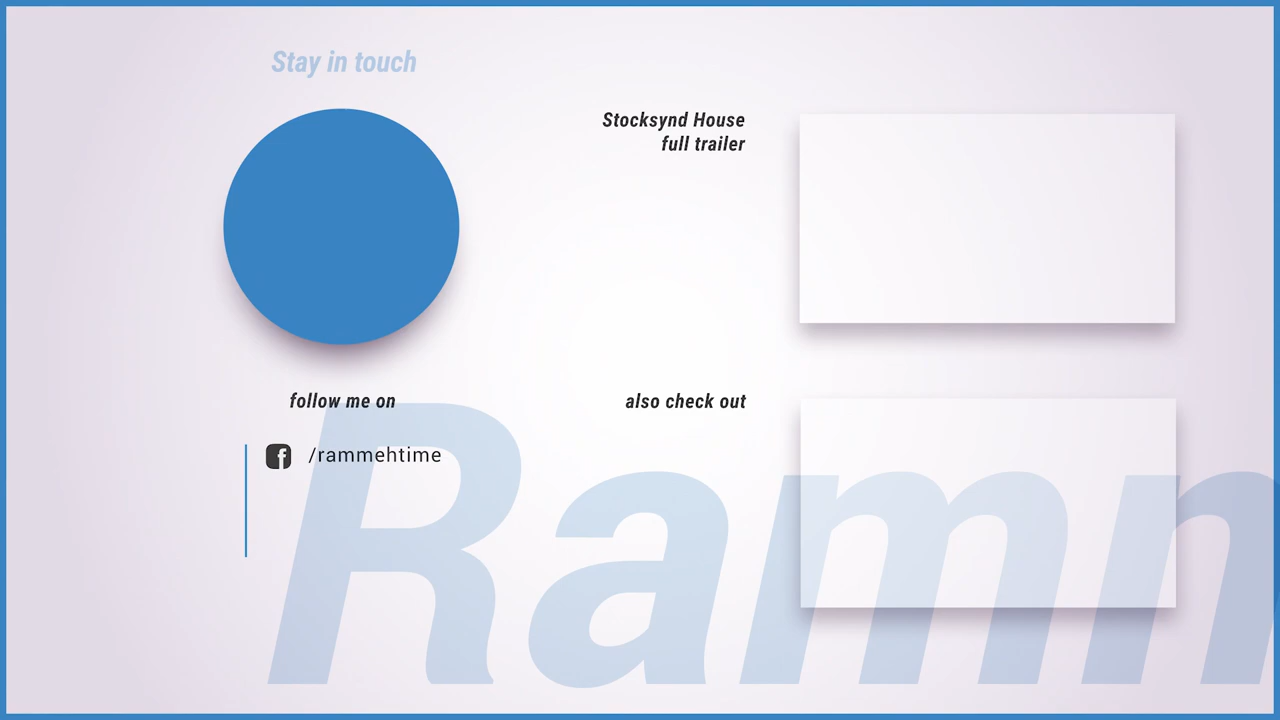 Stay in touch
Stocksynd House
full trailer
follow me on
/rammehtime
also check out
Ramm